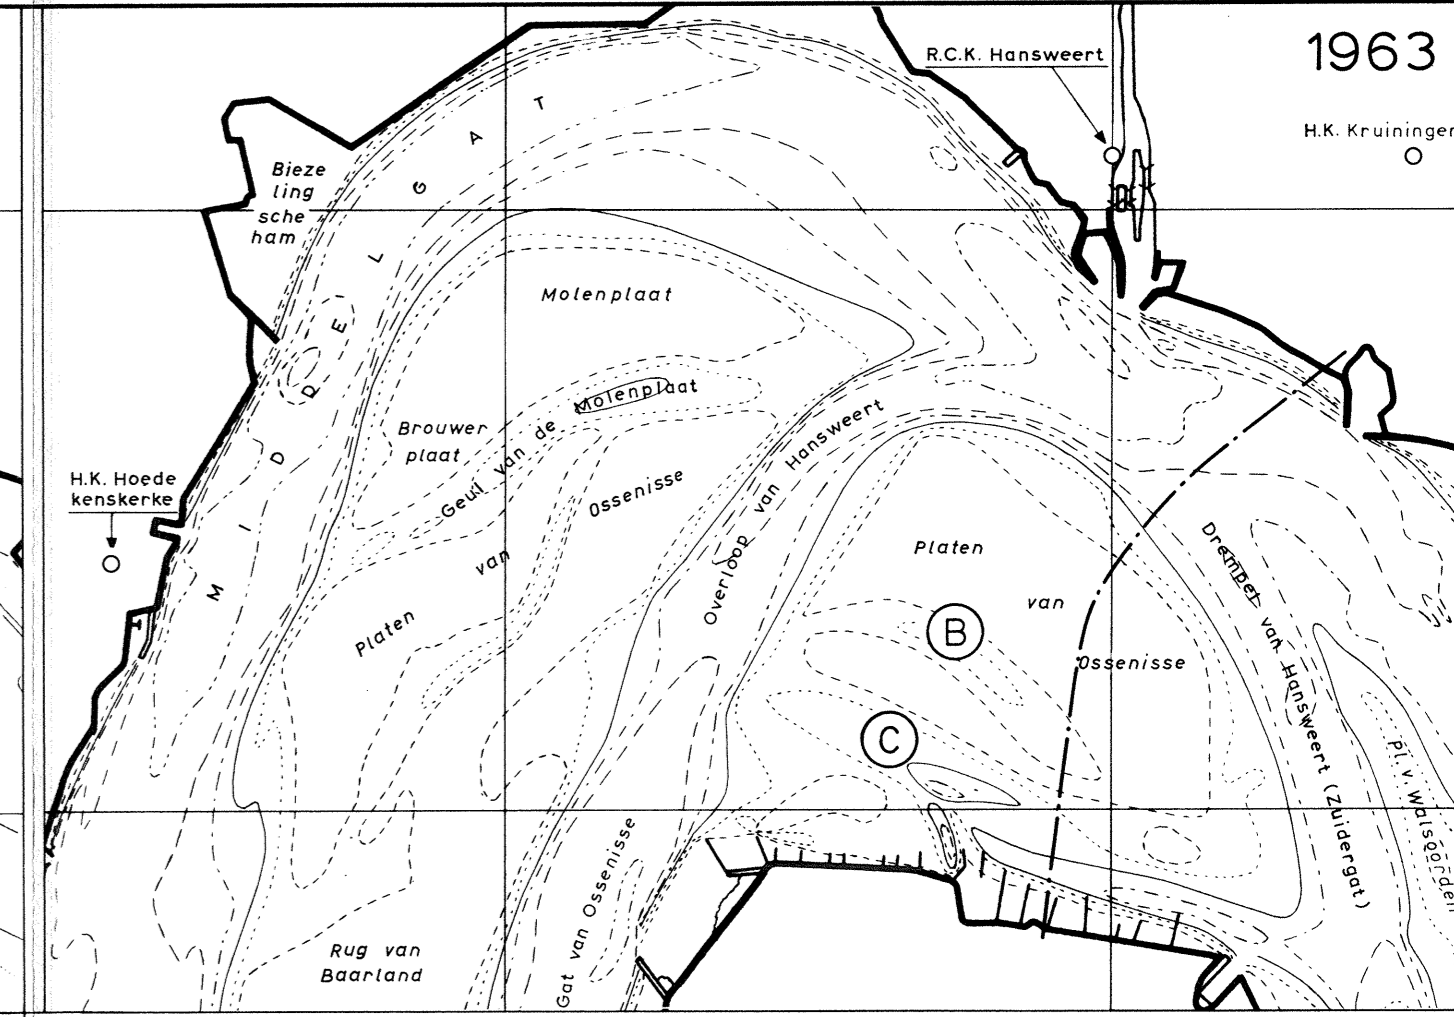 1963
R.C.K. Hansweert
H.K. Kruininger
MIDDELGAT
Bieze
ling
sche
ham
Molenplaat
Geul van de Molenplaat
Brouwer
plaat
H.K. Hoede
kenskerke
Platen van Ossenisse
Overloop van Hansweert
Platen
van
Ossenisse
B
C
Drempel van Hansweert (Zuidergat)
Pl. v. Walsoorden
Gat van Ossenisse
Rug van
Baarland